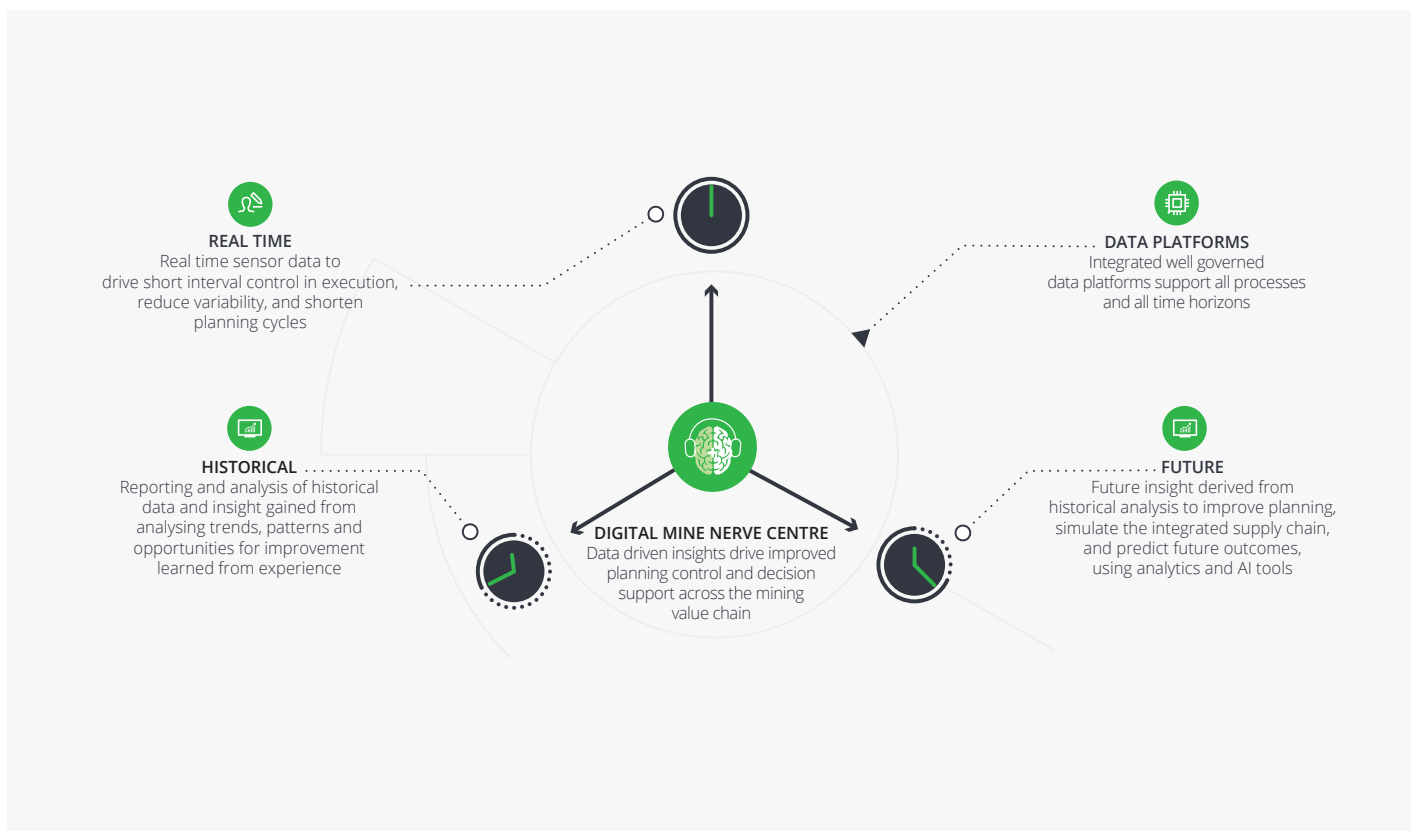 REAL TIME
Real time sensor data to
drive short interval control in execution,
reduce variability, and shorten
planning cycles
DATA PLATFORMS
Integrated well governed
data platforms support all processes
and all time horizons
HISTORICAL
Reporting and analysis of historical
data and insight gained from
analysing trends, patterns and
opportunities for improvement
learned from experience
DIGITAL MINE NERVE CENTRE
Data driven insights drive improved
planning control and decision
support across the mining
value chain
FUTURE
Future insight derived from
historical analysis to improve planning,
simulate the integrated supply chain,
and predict future outcomes,
using analytics and AI tools